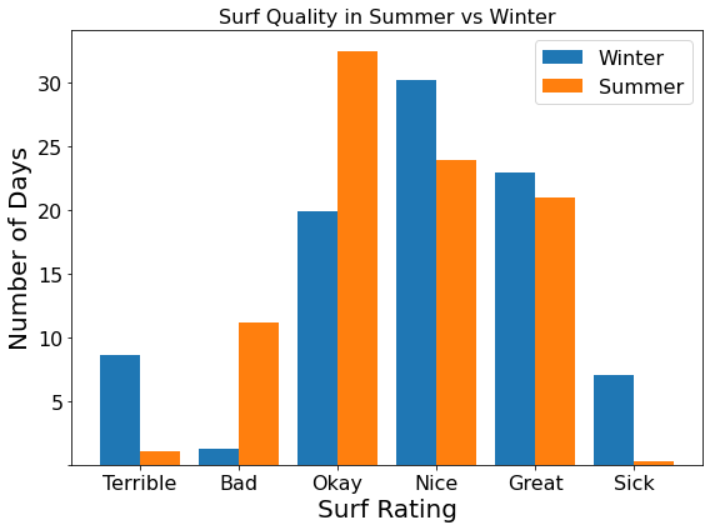 Surf Quality in Summer vs Winter
Winter
Summer
Number of Days
30
25
20
15
10
5
Terrible Bad Okay Nice Great Sick
Surf Rating